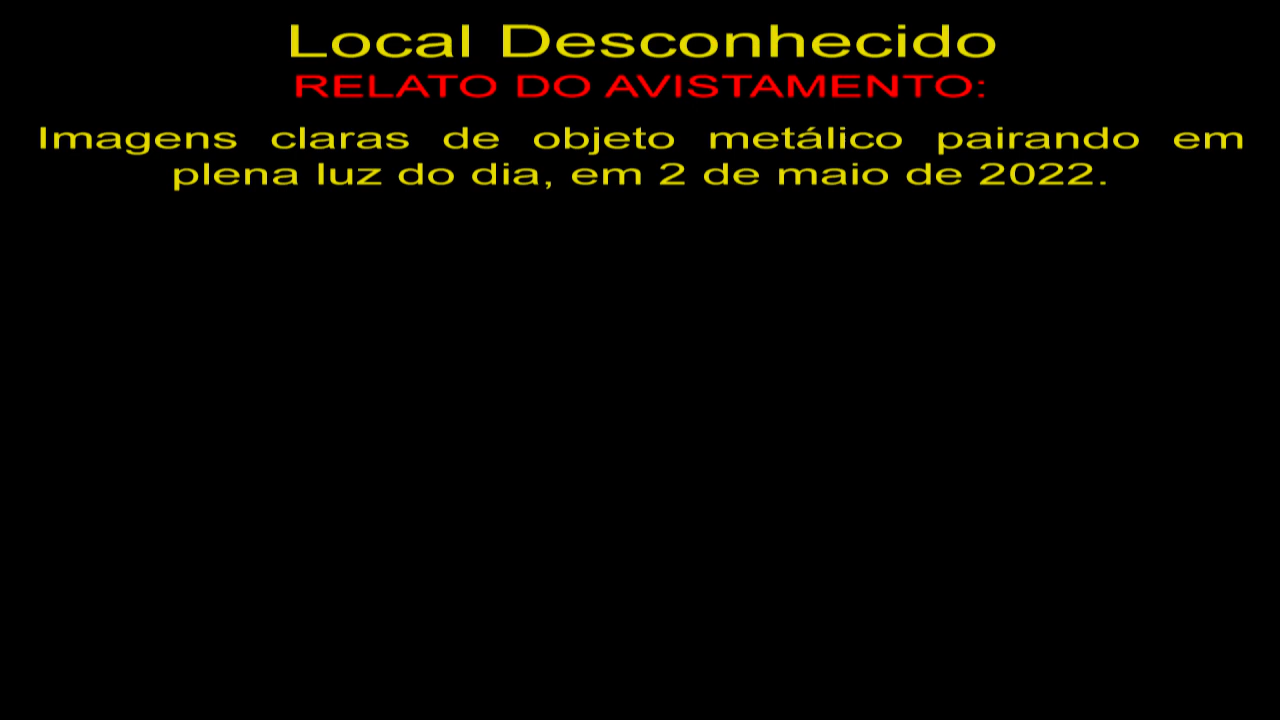 Local Desconhecido
RELATO DO AVISTAMENTO:
Imagens claras de objeto metálico pairando em
plena luz do dia, em 2 de maio de 2022.